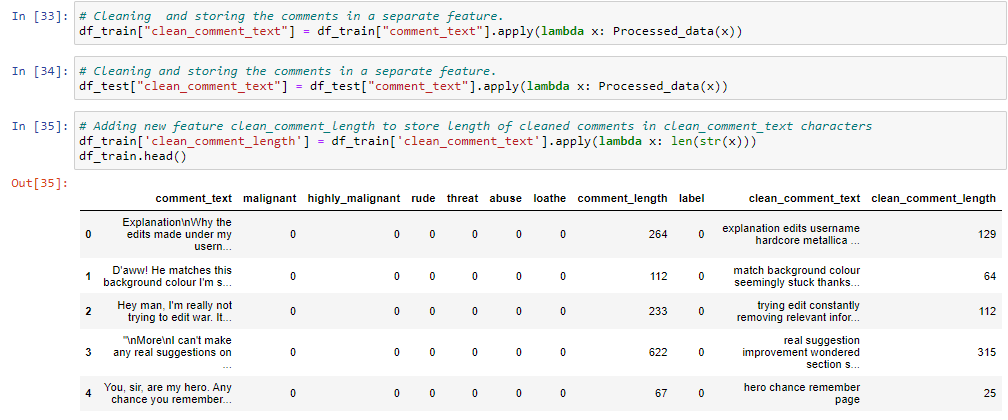 In [33]: # Cleaning  and storing the comments in a separate feature.
df_train["clean_comment_text"] = df_train["comment_text"].apply(lambda x: Processed_data(x))
In [34]: # Cleaning and storing the comments in a separate feature.
df_test["clean_comment_text"] = df_test["comment_text"].apply(lambda x: Processed_data(x))
In [35]: # Adding new feature clean_comment_length to store length of cleaned comments in clean_comment_text characters
df_train['clean_comment_length'] = df_train['clean_comment_text'].apply(lambda x: len(str(x)))
df_train.head()
Out[35]:
comment_text malignant highly_malignant rude threat abuse loathe comment_length label clean_comment_text clean_comment_length
Explanation\nWhy the
0 edits made under my 0 0 0 0 0 0 264 0 explanation edits username 129
usern... hardcore metallica ...
1 D'aww! He matches this 0 0 0 0 0 0 112 0 match background colour 64
background colour I'm s... seemingly stuck thanks...
2 Hey man, I'm really not 0 0 0 0 0 0 233 0 trying edit constantly 112
trying to edit war. It... removing relevant infor...
"\nMore\nI can't make real suggestion
3 any real suggestions on 0 0 0 0 0 0 622 0 improvement wondered 315
... section s...
4 You, sir, are my hero. Any 0 0 0 0 0 0 67 0 hero chance remember 25
chance you remember... page